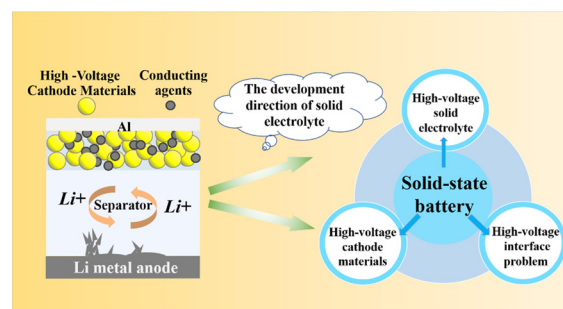 High -Voltage
Cathode Materials
Conducting
agents
Al
Li+
Separator
Li+
Li metal anode
The development
direction of solid
electrolyte
High-voltage
solid
electrolyte
Solid-state
battery
High-voltage
cathode
materials
High-voltage
interface
problem